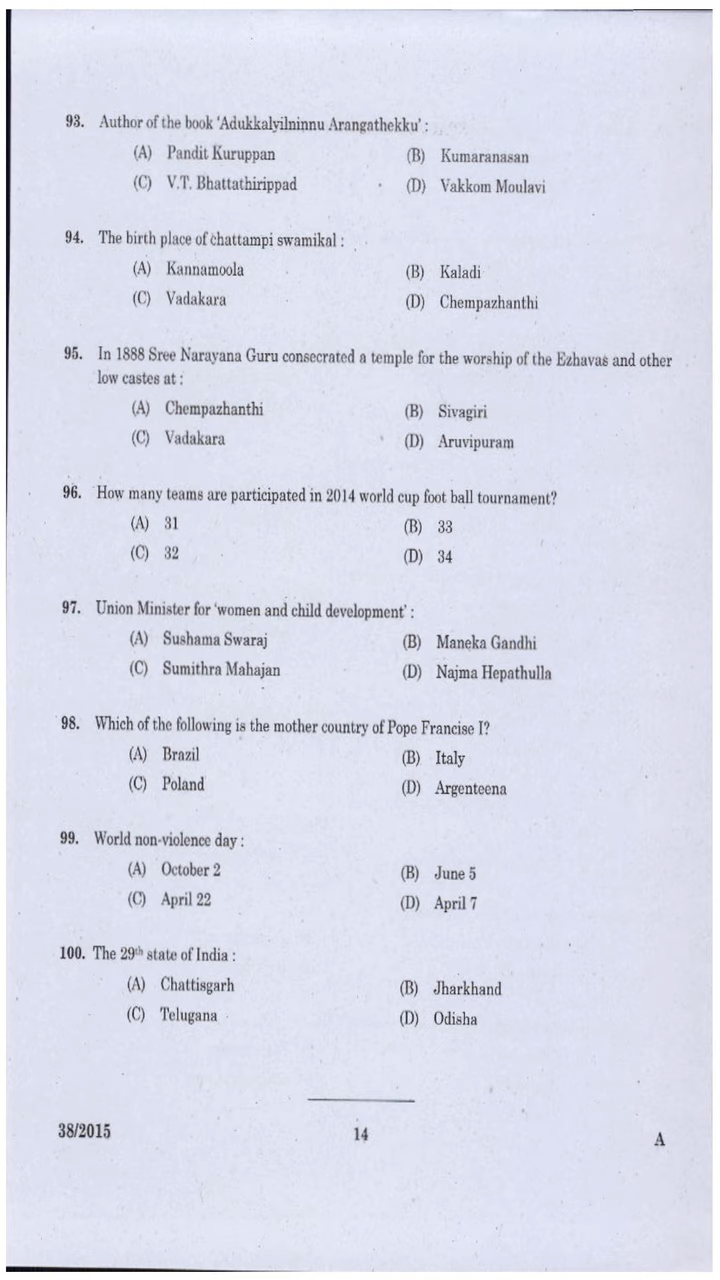 93. Author of the book 'Adukkalyilninnu Arangathekku' :
(A) Pandit Kuruppan (B) Kumaranasan
(C) V.T. Bhattathirippad (D) Vakkom Moulavi
94. The birth place of chattampi swamikal :
(A) Kannamoola (B) Kaladi
(C) Vadakara (D) Chempazhanthi
95. In 1888 Sree Narayana Guru consecrated a temple for the worship of the Ezhavas and other
low castes at :
(A) Chempazhanthi (B) Sivagiri
(C) Vadakara (D) Aruvipuram
96. How many teams are participated in 2014 world cup foot ball tournament?
(A) 31 (B) 33
(C) 32 (D) 34
97. Union Minister for 'women and child development' :
(A) Sushama Swaraj (B) Maneka Gandhi
(C) Sumithra Mahajan (D) Najma Hepathulla
98. Which of the following is the mother country of Pope Francise I?
(A) Brazil (B) Italy
(C) Poland (D) Argenteena
99. World non-violence day :
(A) October 2 (B) June 5
(C) April 22 (D) April 7
100. The 29th state of India :
(A) Chattisgarh (B) Jharkhand
(C) Telugana (D) Odisha
38/2015 14 A